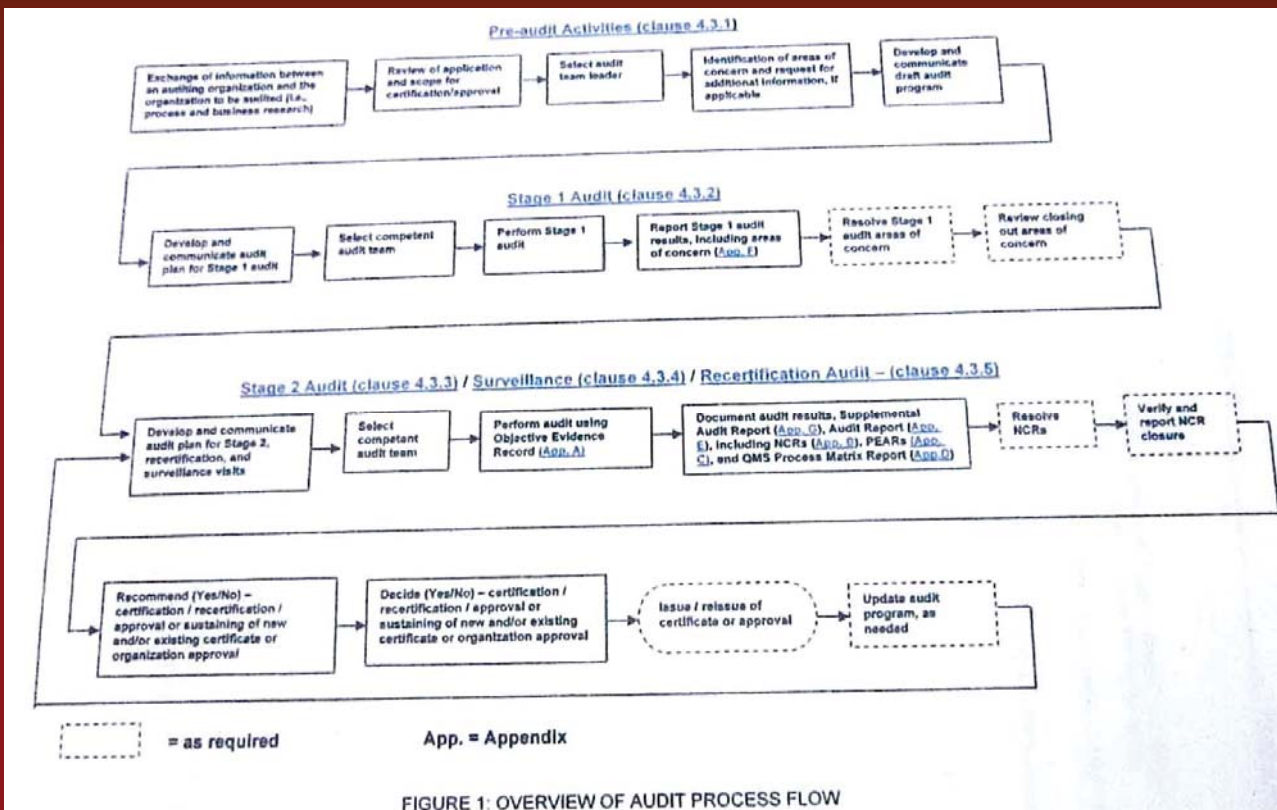 Pre-audit Activities (clause 4.3.1)
Exchange of information between
an auditing organization and the
organization to be audited (i.e.,
process and business research)
Review of application
and scope for
certification/approval
Select audit
team leader
Identification of areas of
concern and request for
additional information, if
applicable
Develop and
communicate
draft audit
program
Stage 1 Audit (clause 4.3.2)
Develop and
communicate audit
plan for Stage 1 audit
Select competent
audit team
Perform Stage 1
audit
Report Stage 1 audit
results, including areas
of concern (App. F)
Resolve Stage 1
audit areas of
concern
Review closing
out areas of
concern
Stage 2 Audit (clause 4.3.3) / Surveillance (clause 4.3.4) / Recertification Audit – (clause 4.3.5)
Develop and communicate
audit plan for Stage 2,
recertification, and
surveillance visits
Select
competent
audit team
Perform audit using
Objective Evidence
Record (App. A)
Document audit results, Supplemental
Audit Report (App. G), Audit Report (App.
E), including NCRs (App. B), PEARs (App.
C), and QMS Process Matrix Report (App.D)
Resolve
NCRs
Verify and
report NCR
closure
Recommend (Yes/No) –
certification / recertification /
approval or sustaining of new
and/or existing certificate or
organization approval
Decide (Yes/No) – certification /
recertification / approval or
sustaining of new and/or existing
certificate or organization approval
Issue / reissue of
certificate or approval
Update audit
program, as
needed
= as required
App. = Appendix
FIGURE 1: OVERVIEW OF AUDIT PROCESS FLOW